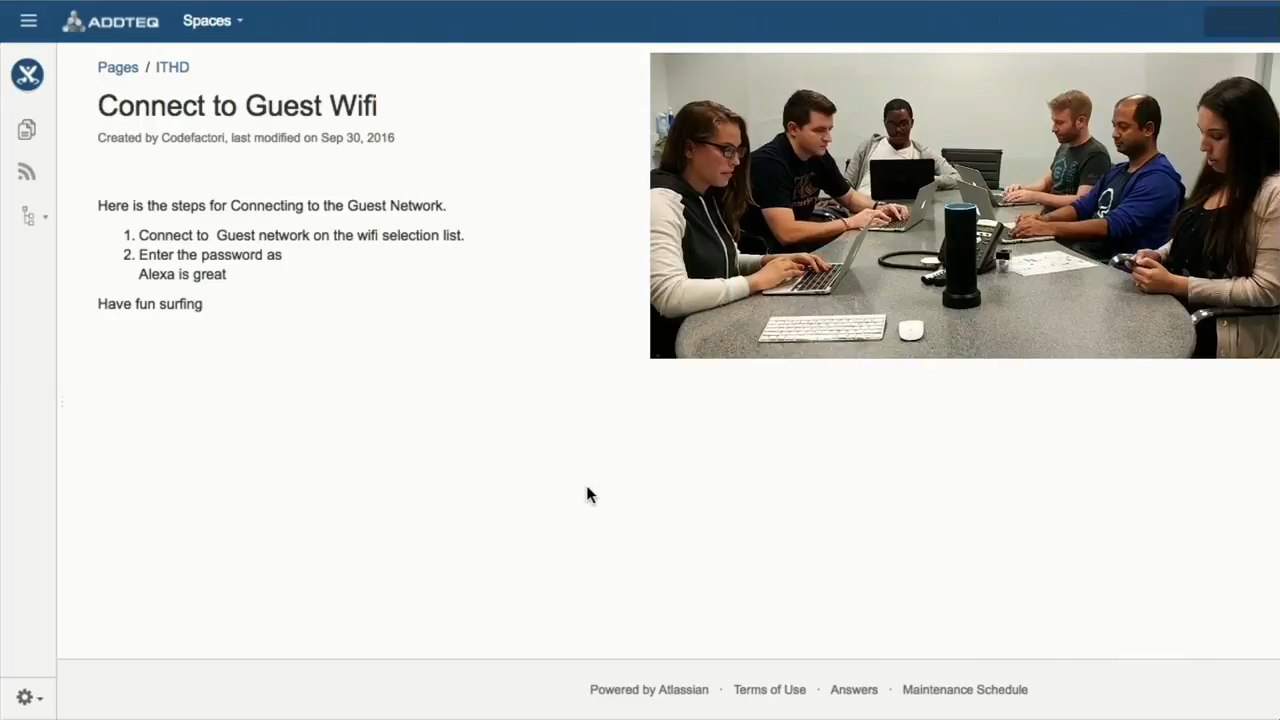 ADDTEQ Spaces
Pages / ITHD
Connect to Guest Wifi
Created by Codefactori, last modified on Sep 30, 2016
Here is the steps for Connecting to the Guest Network.
1. Connect to Guest network on the wifi selection list.
2. Enter the password as
Alexa is great
Have fun surfing
Powered by Atlassian · Terms of Use · Answers · Maintenance Schedule